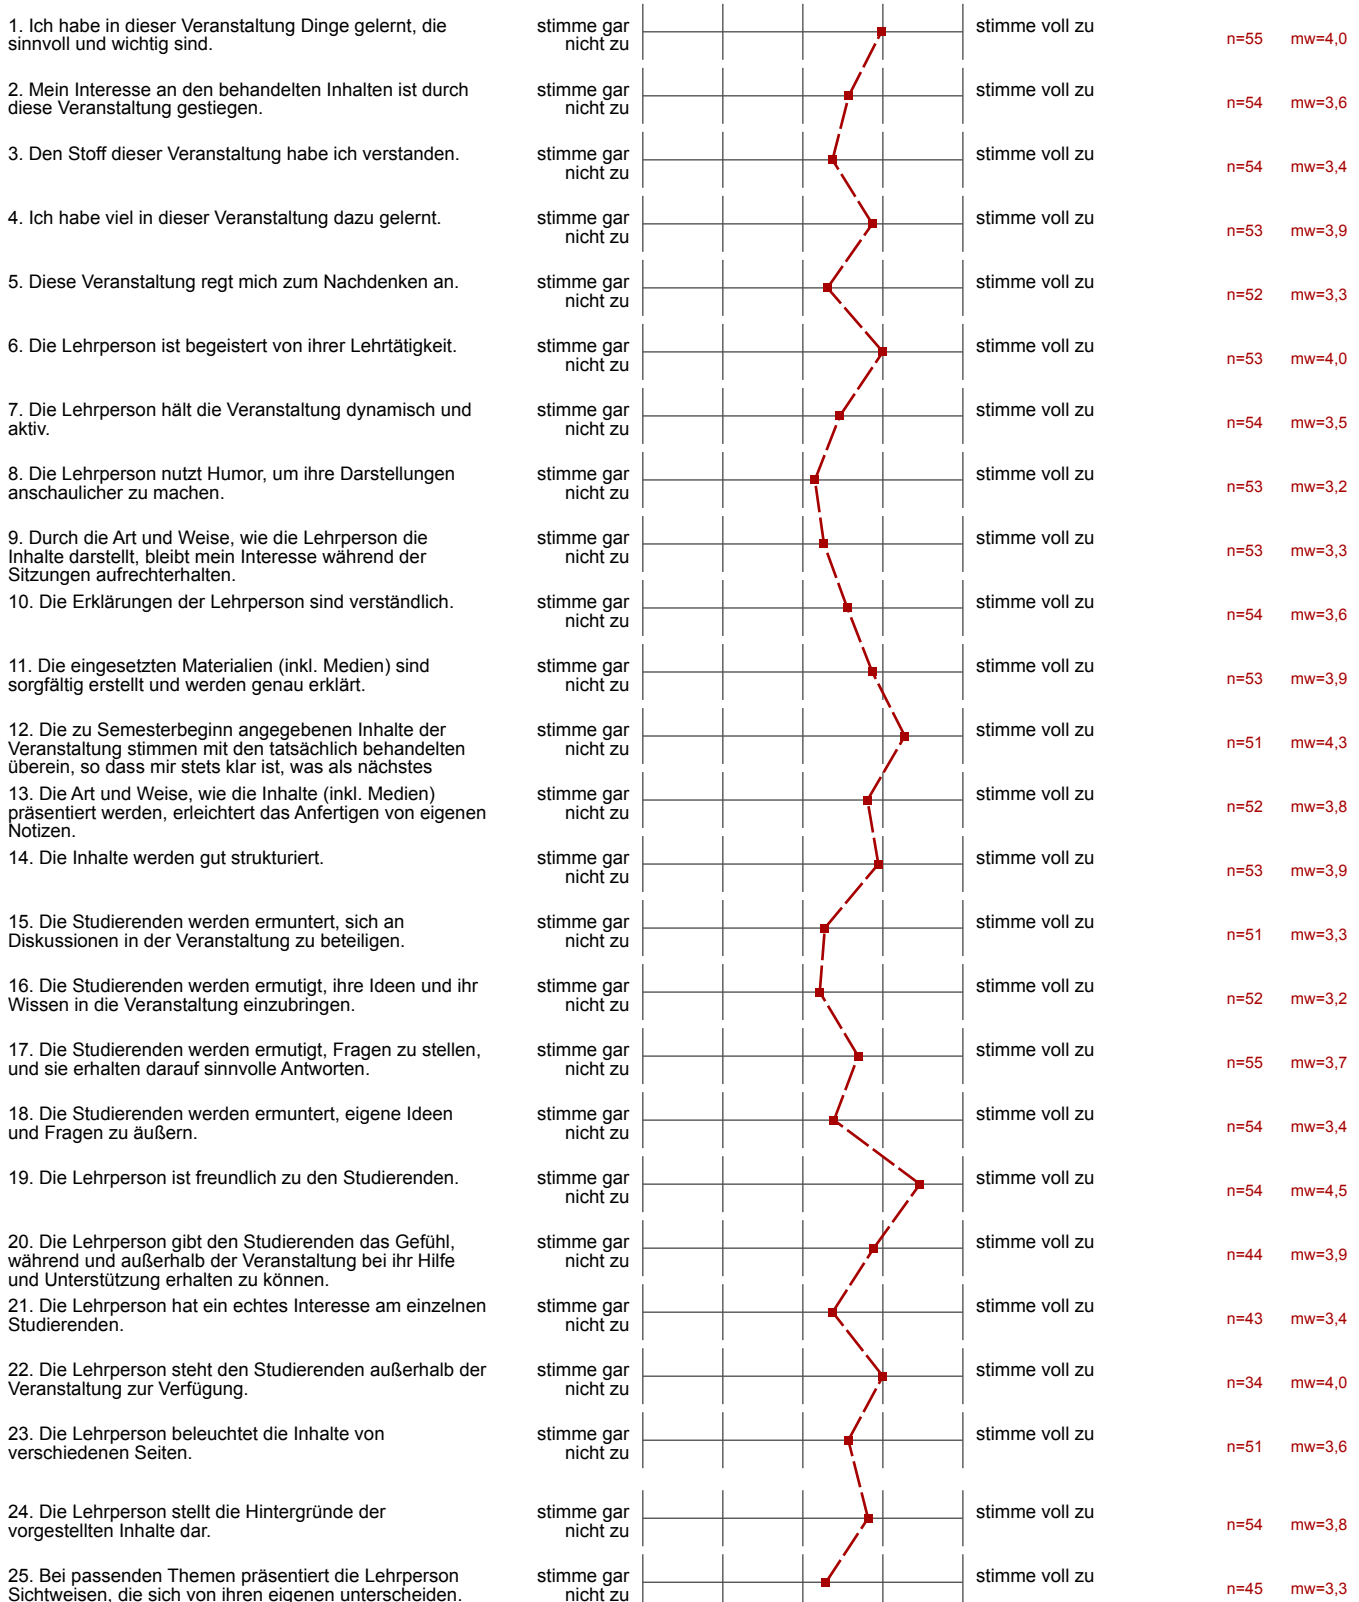 1. Ich habe in dieser Veranstaltung Dinge gelernt, die
sinnvoll und wichtig sind.
stimme gar
nicht zu
stimme voll zu
n=55 mw=4,0
2. Mein Interesse an den behandelten Inhalten ist durch
diese Veranstaltung gestiegen.
stimme gar
nicht zu
stimme voll zu
n=54 mw=3,6
3. Den Stoff dieser Veranstaltung habe ich verstanden.
stimme gar
nicht zu
stimme voll zu
n=54 mw=3,4
4. Ich habe viel in dieser Veranstaltung dazu gelernt.
stimme gar
nicht zu
stimme voll zu
n=53 mw=3,9
5. Diese Veranstaltung regt mich zum Nachdenken an.
stimme gar
nicht zu
stimme voll zu
n=52 mw=3,3
6. Die Lehrperson ist begeistert von ihrer Lehrtätigkeit.
stimme gar
nicht zu
stimme voll zu
n=53 mw=4,0
7. Die Lehrperson hält die Veranstaltung dynamisch und
aktiv.
stimme gar
nicht zu
stimme voll zu
n=54 mw=3,5
8. Die Lehrperson nutzt Humor, um ihre Darstellungen
anschaulicher zu machen.
stimme gar
nicht zu
stimme voll zu
n=53 mw=3,2
9. Durch die Art und Weise, wie die Lehrperson die
Inhalte darstellt, bleibt mein Interesse während der
Sitzungen aufrechterhalten.
stimme gar
nicht zu
stimme voll zu
n=53 mw=3,3
10. Die Erklärungen der Lehrperson sind verständlich.
stimme gar
nicht zu
stimme voll zu
n=54 mw=3,6
11. Die eingesetzten Materialien (inkl. Medien) sind
sorgfältig erstellt und werden genau erklärt.
stimme gar
nicht zu
stimme voll zu
n=53 mw=3,9
12. Die zu Semesterbeginn angegebenen Inhalte der
Veranstaltung stimmen mit den tatsächlich behandelten
überein, so dass mir stets klar ist, was als nächstes
stimme gar
nicht zu
stimme voll zu
n=51 mw=4,3
13. Die Art und Weise, wie die Inhalte (inkl. Medien)
präsentiert werden, erleichtert das Anfertigen von eigenen
Notizen.
stimme gar
nicht zu
stimme voll zu
n=52 mw=3,8
14. Die Inhalte werden gut strukturiert.
stimme gar
nicht zu
stimme voll zu
n=53 mw=3,9
15. Die Studierenden werden ermuntert, sich an
Diskussionen in der Veranstaltung zu beteiligen.
stimme gar
nicht zu
stimme voll zu
n=51 mw=3,3
16. Die Studierenden werden ermutigt, ihre Ideen und ihr
Wissen in die Veranstaltung einzubringen.
stimme gar
nicht zu
stimme voll zu
n=52 mw=3,2
17. Die Studierenden werden ermutigt, Fragen zu stellen,
und sie erhalten darauf sinnvolle Antworten.
stimme gar
nicht zu
stimme voll zu
n=55 mw=3,7
18. Die Studierenden werden ermuntert, eigene Ideen
und Fragen zu äußern.
stimme gar
nicht zu
stimme voll zu
n=54 mw=3,4
19. Die Lehrperson ist freundlich zu den Studierenden.
stimme gar
nicht zu
stimme voll zu
n=54 mw=4,5
20. Die Lehrperson gibt den Studierenden das Gefühl,
während und außerhalb der Veranstaltung bei ihr Hilfe
und Unterstützung erhalten zu können.
stimme gar
nicht zu
stimme voll zu
n=44 mw=3,9
21. Die Lehrperson hat ein echtes Interesse am einzelnen
Studierenden.
stimme gar
nicht zu
stimme voll zu
n=43 mw=3,4
22. Die Lehrperson steht den Studierenden außerhalb der
Veranstaltung zur Verfügung.
stimme gar
nicht zu
stimme voll zu
n=34 mw=4,0
23. Die Lehrperson beleuchtet die Inhalte von
verschiedenen Seiten.
stimme gar
nicht zu
stimme voll zu
n=51 mw=3,6
24. Die Lehrperson stellt die Hintergründe der
vorgestellten Inhalte dar.
stimme gar
nicht zu
stimme voll zu
n=54 mw=3,8
25. Bei passenden Themen präsentiert die Lehrperson
Sichtweisen, die sich von ihren eigenen unterscheiden.
stimme gar
nicht zu
stimme voll zu
n=45 mw=3,3